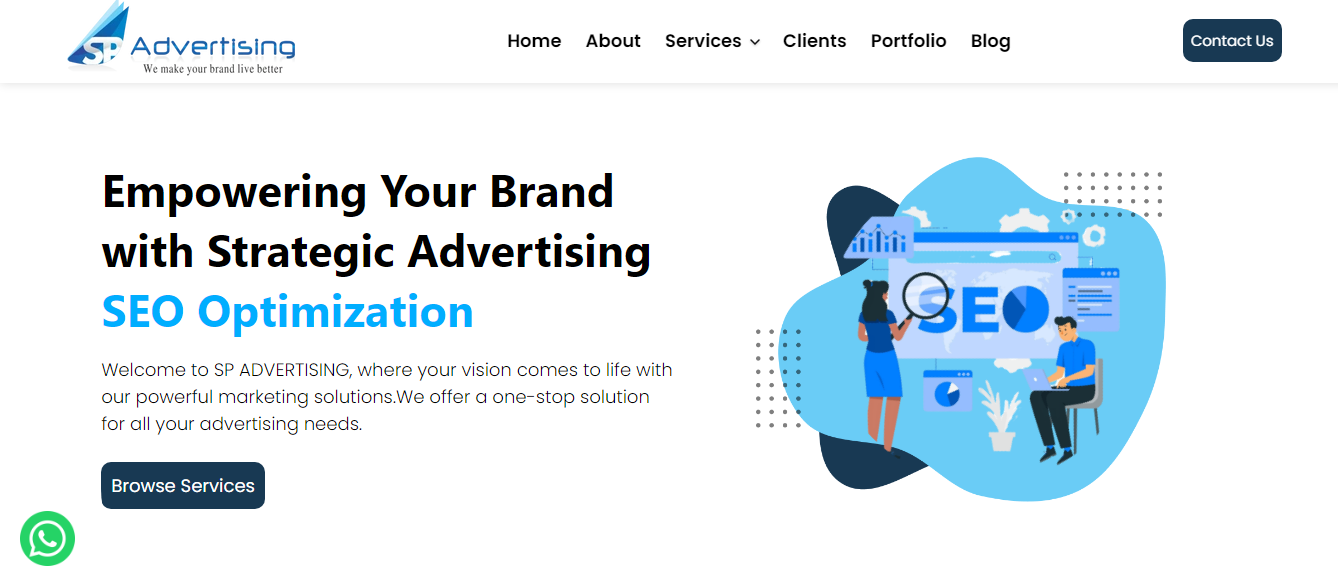 SP Advertising
We make your brand live better
Home About Services Clients Portfolio Blog
Contact Us
Empowering Your Brand
with Strategic Advertising
SEO Optimization
Welcome to SP ADVERTISING, where your vision comes to life with
our powerful marketing solutions.We offer a one-stop solution
for all your advertising needs.
Browse Services
SEO